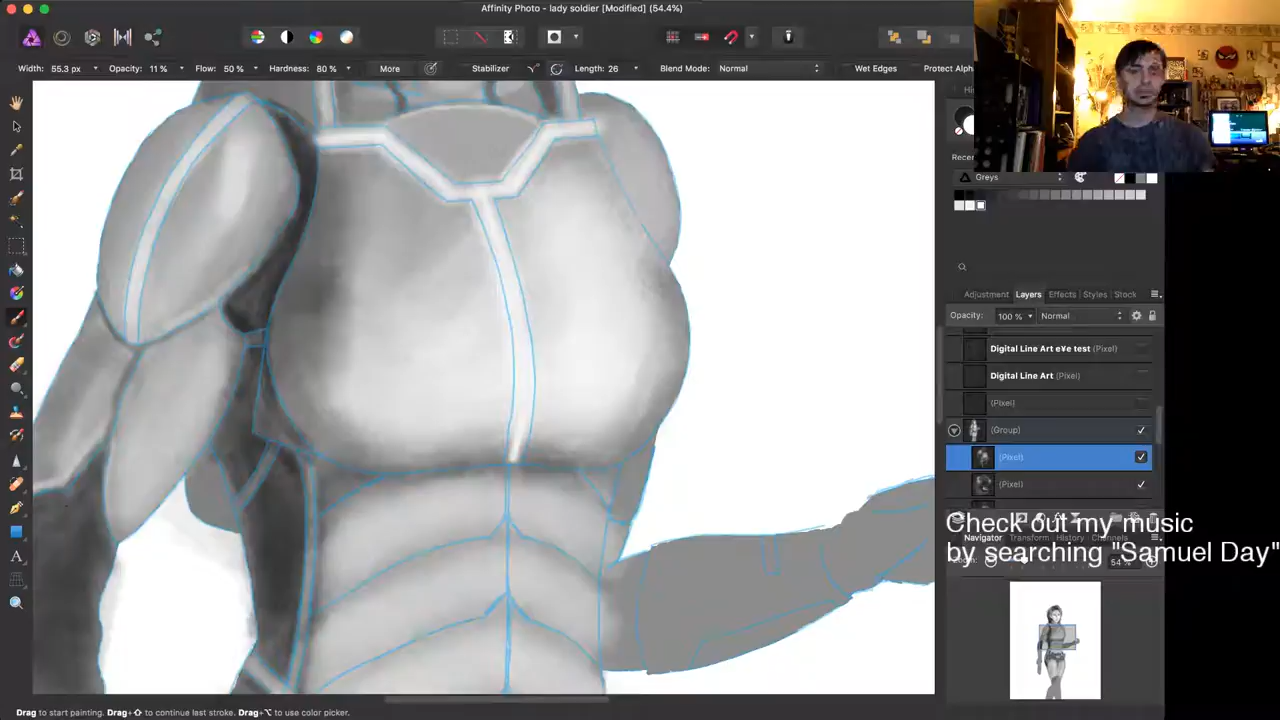 Affinity Photo - lady soldier [Modified] (54.4%)
Width: 55.3 px Opacity: 11 % Flow: 50 % Hardness: 80 % More Stabilizer Length: 26 Blend Mode: Normal Wet Edges Protect Alph
Greys
Adjustment Layers Effects Styles Stock
Opacity: 100 % Normal
Digital Line Art e¥e test (Pixel)
Digital Line Art (Pixel)
(Pixel)
(Group)
(Pixel)
(Pixel)
Check out my music
Navigator Transform History Channels
by searching "Samuel Day"
Drag to start painting. Drag+⇧ to continue last stroke. Drag+⌥ to use color picker.